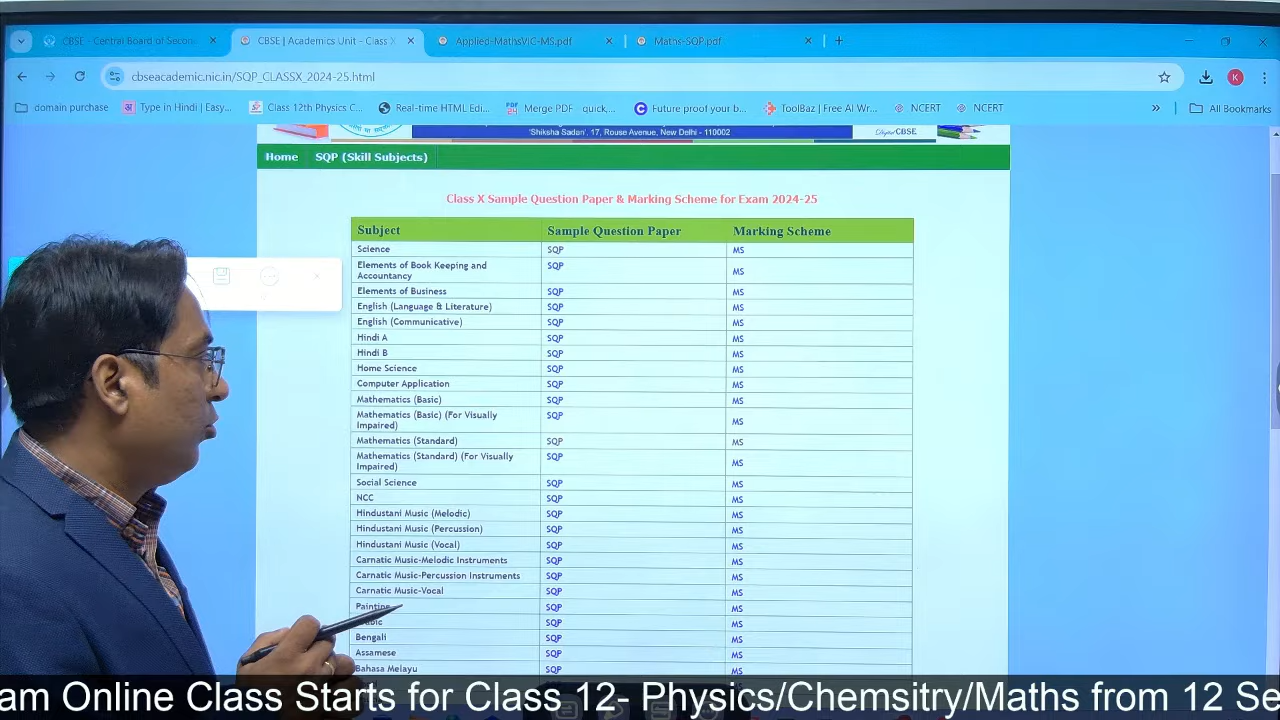 CBSE - Central Board of Secon
CBSE | Academics Unit - Class X
Applied-MathsVIC-MS.pdf
Maths-SQP.pdf
cbseacademic.nic.in/SQP_CLASSX_2024-25.html
K
domain purchase
Type in Hindi | Easy...
Class 12th Physics C...
Real-time HTML Edi...
Merge PDF - quick,...
Future proof your b...
ToolBaz | Free AI Wr...
NCERT
NCERT
All Bookmarks
'Shiksha Sadan', 17, Rouse Avenue, New Delhi - 110002
Digital CBSE
Home SQP (Skill Subjects)
Class X Sample Question Paper & Marking Scheme for Exam 2024-25
Subject Sample Question Paper Marking Scheme
Science SQP MS
Elements of Book Keeping and
Accountancy SQP MS
Elements of Business SQP MS
English (Language & Literature) SQP MS
English (Communicative) SQP MS
Hindi A SQP MS
Hindi B SQP MS
Home Science SQP MS
Computer Application SQP MS
Mathematics (Basic) SQP MS
Mathematics (Basic) (For Visually
Impaired) SQP MS
Mathematics (Standard) SQP MS
Mathematics (Standard) (For Visually
Impaired) SQP MS
Social Science SQP MS
NCC SQP MS
Hindustani Music (Melodic) SQP MS
Hindustani Music (Percussion) SQP MS
Hindustani Music (Vocal) SQP MS
Carnatic Music-Melodic Instruments SQP MS
Carnatic Music-Percussion Instruments SQP MS
Carnatic Music-Vocal SQP MS
Painting SQP MS
SQP MS
Bengali SQP MS
Assamese SQP MS
Bahasa Melayu SQP MS
am Online Class Starts for Class 12- Physics/Chemsitry/Maths from 12 Se